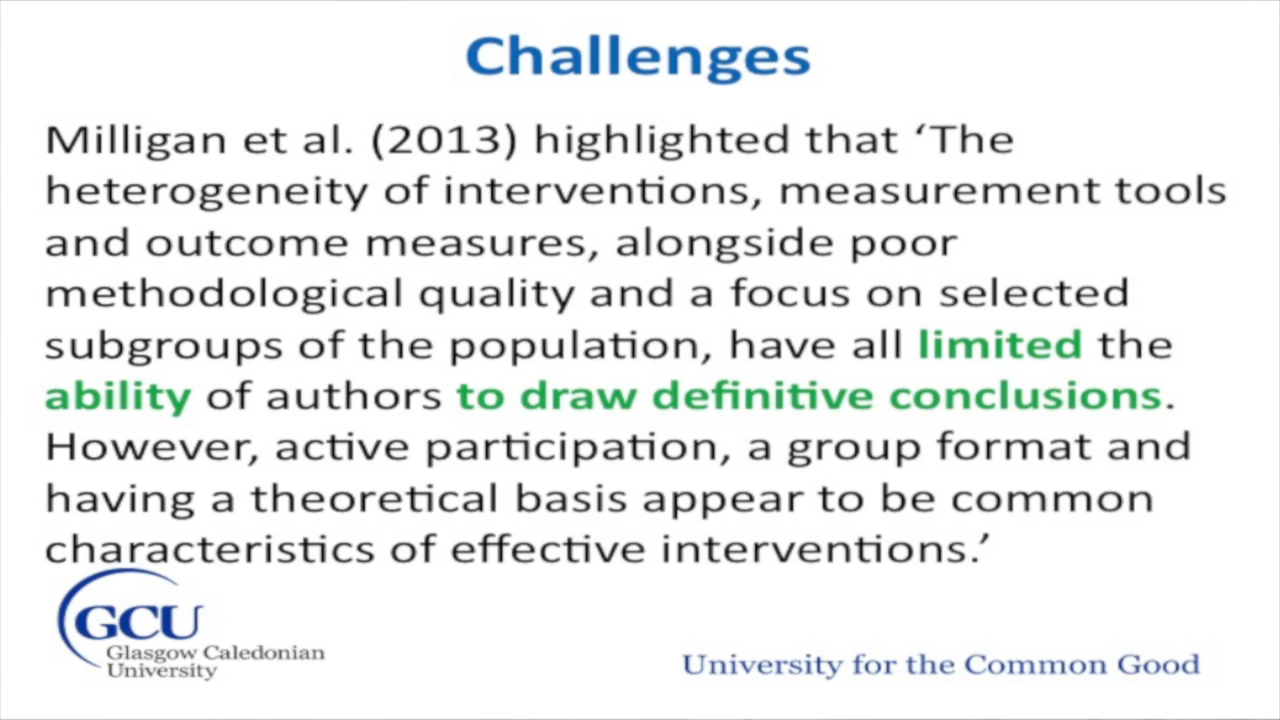 Challenges
Milligan et al. (2013) highlighted that ‘The
heterogeneity of interventions, measurement tools
and outcome measures, alongside poor
methodological quality and a focus on selected
subgroups of the population, have all limited the
ability of authors to draw definitive conclusions.
However, active participation, a group format and
having a theoretical basis appear to be common
characteristics of effective interventions.’
GCU
Glasgow Caledonian
University
University for the Common Good